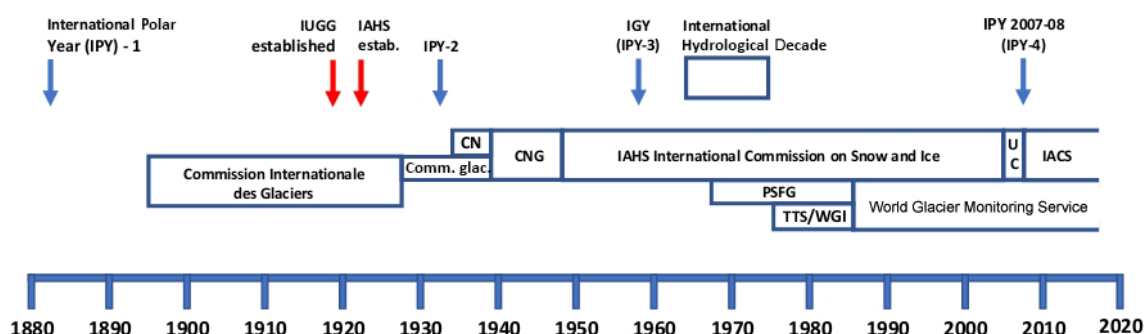 International Polar
Year (IPY) - 1
IUGG
established
IAHS
estab.
IPY-2
IGY
(IPY-3)
International
Hydrological Decade
IPY 2007-08
(IPY-4)
Commission Internationale
des Glaciers
CN
Comm. glac.
CNG
IAHS International Commission on Snow and Ice
U
C
IACS
PSFG
TTS/WGI
World Glacier Monitoring Service
1880 1890 1900 1910 1920 1930 1940 1950 1960 1970 1980 1990 2000 2010 2020